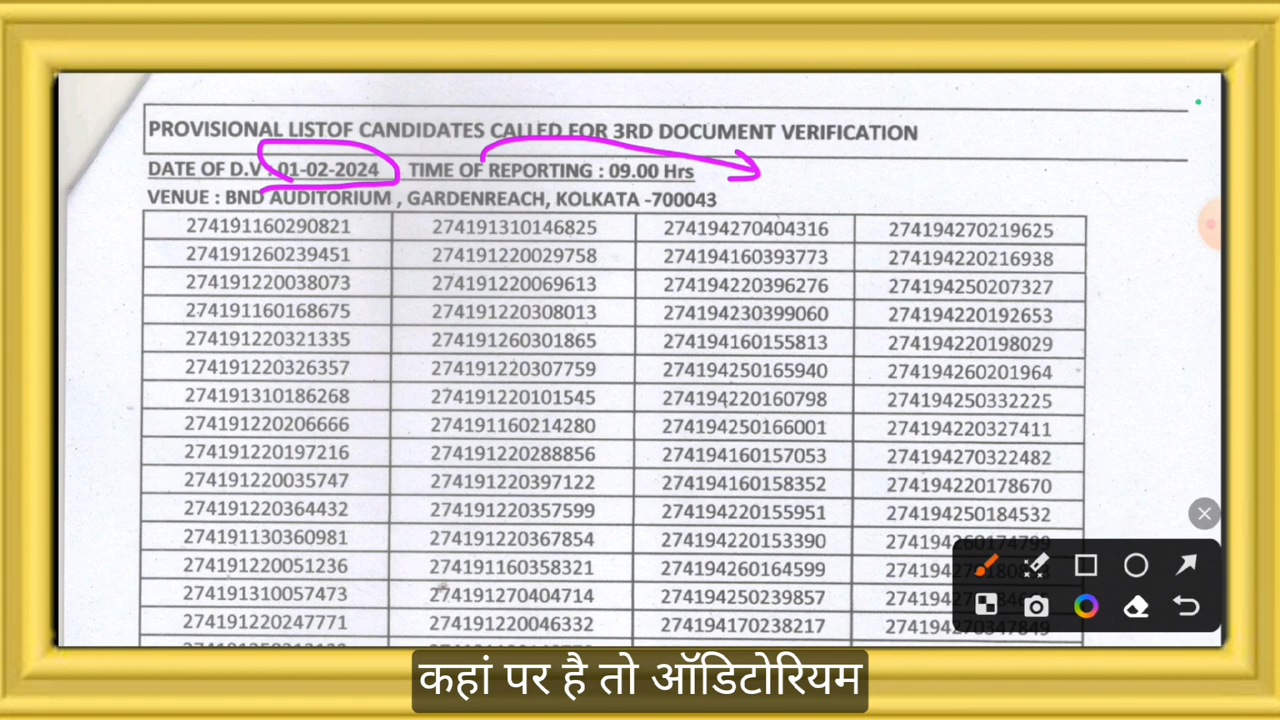 PROVISIONAL LISTOF CANDIDATES CALLED FOR 3RD DOCUMENT VERIFICATION
DATE OF D.V : 01-02-2024 TIME OF REPORTING : 09.00 Hrs
VENUE : BND AUDITORIUM , GARDENREACH, KOLKATA -700043
274191160290821 274191310146825 274194270404316 274194270219625
274191260239451 274191220029758 274194160393773 274194220216938
274191220038073 274191220069613 274194220396276 274194250207327
274191160168675 274191220308013 274194230399060 274194220192653
274191220321335 274191260301865 274194160155813 274194220198029
274191220326357 274191220307759 274194250165940 274194260201964
274191310186268 274191220101545 274194220160798 274194250332225
274191220206666 274191160214280 274194250166001 274194220327411
274191220197216 274191220288856 274194160157053 274194270322482
274191220035747 274191220397122 274194160158352 274194220178670
274191220364432 274191220357599 274194220155951 274194250184532
274191130360981 274191220367854 274194220153390 274194260174799
274191220051236 274191160358321 274194260164599
274191310057473 274191270404714 274194250239857
274191220247771 274191220046332 274194170238217 274194270347849
कहां पर है तो ऑडिटोरियम